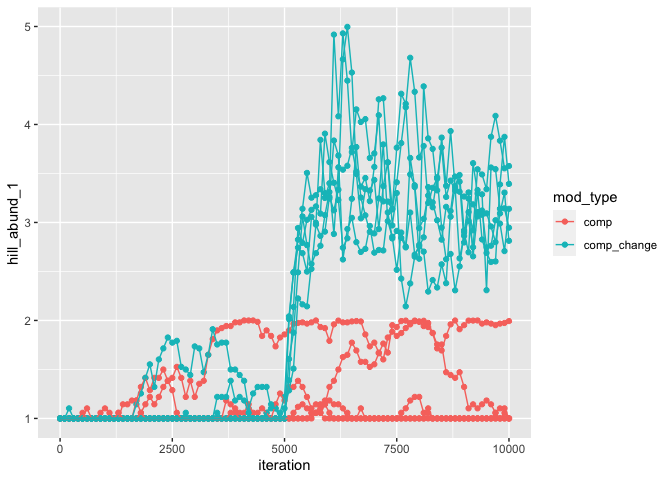 5
4
3
2
1
hill_abund_1
0
2500
5000
7500
10000
iteration
mod_type
comp
comp_change